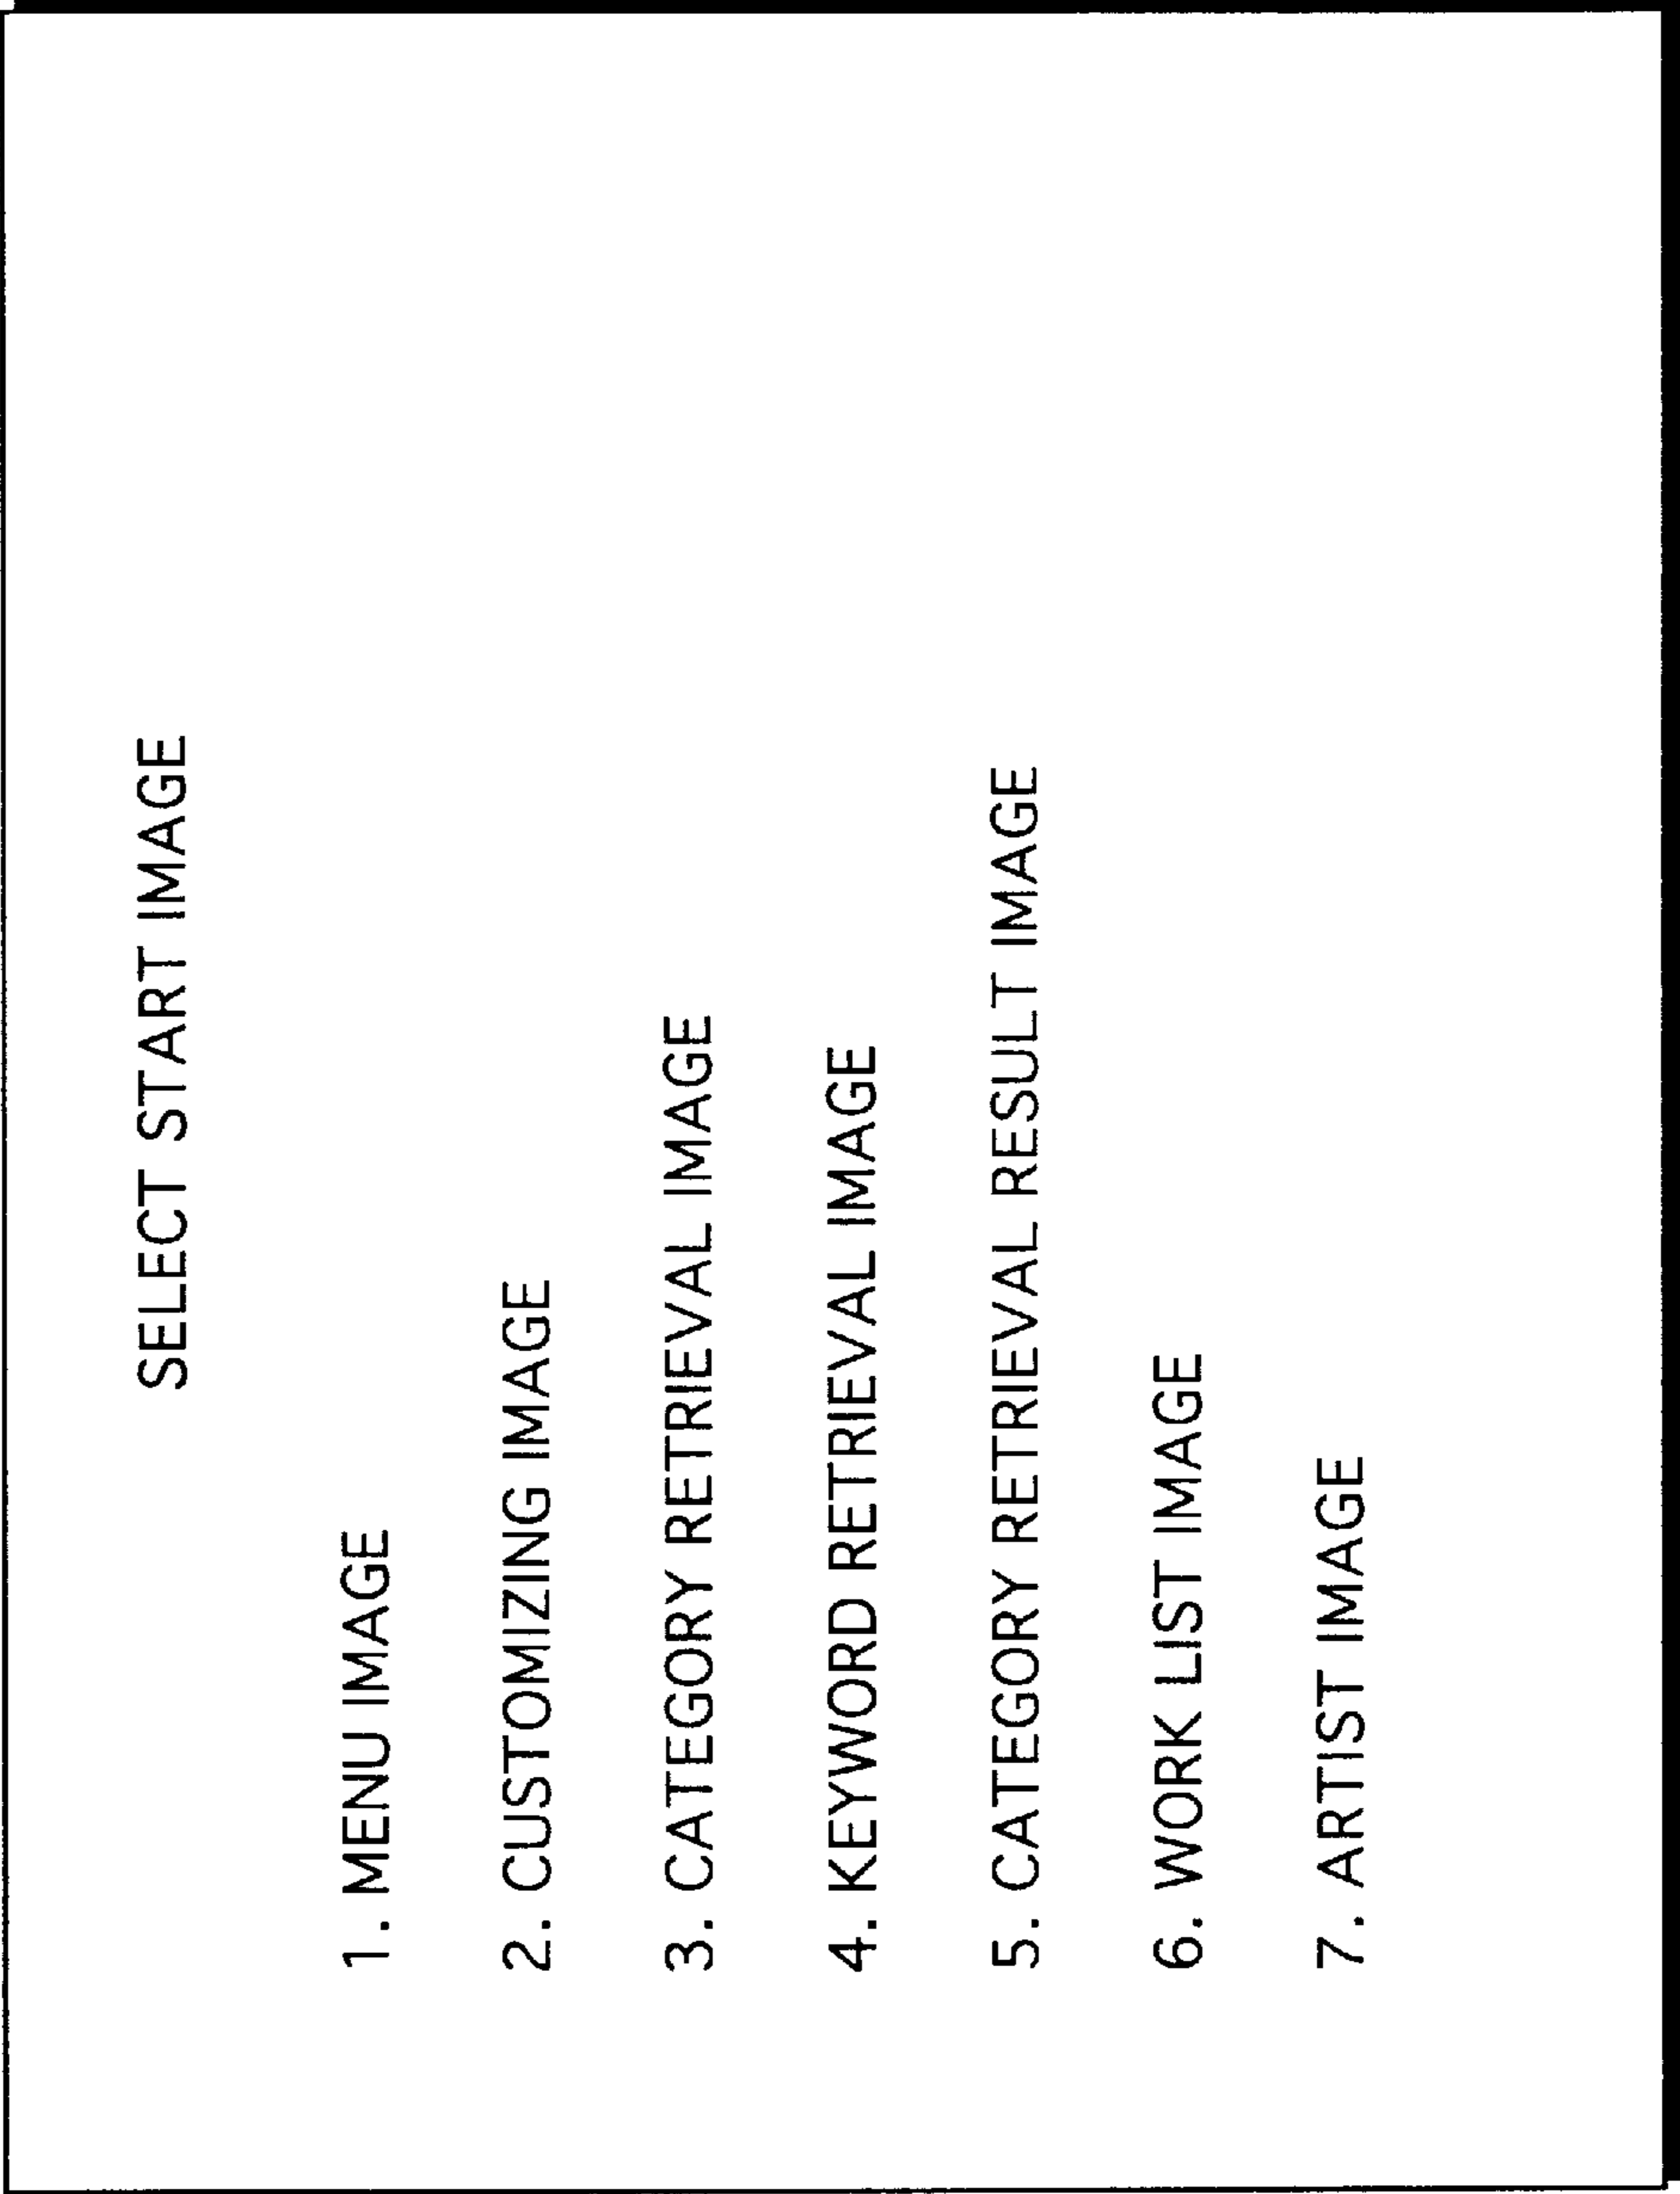 SELECT START IMAGE
1. MENU IMAGE
2. CUSTOMIZING IMAGE
3. CATEGORY RETRIEVAL IMAGE
4. KEYWORD RETRIEVAL IMAGE
5. CATEGORY RETRIEVAL RESULT IMAGE
6. WORK LIST IMAGE
7. ARTIST IMAGE